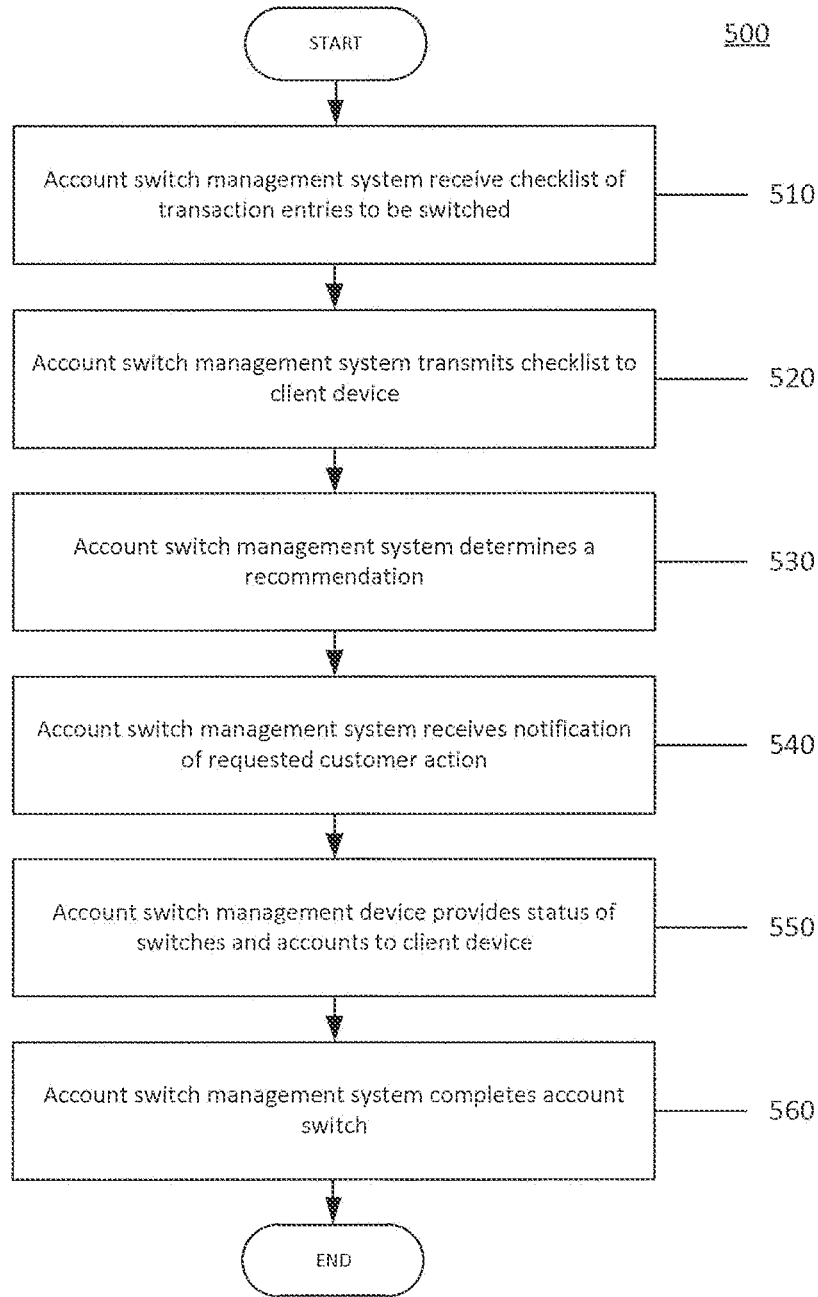 500
START
Account switch management system receive checklist of
transaction entries to be switched
510
Account switch management system transmits checklist to
client device
520
Account switch management system determines a
recommendation
530
Account switch management system receives notification
of requested customer action
540
Account switch management device provides status of
switches and accounts to client device
550
Account switch management system completes account
switch
560
END